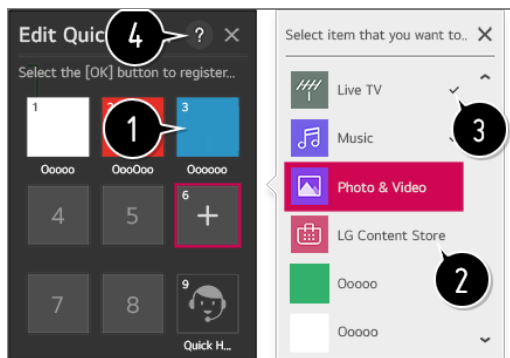 Edit Quic
4
?
Select the [OK] button to register...
1
2
3
1
Ooooo
OooOoo
Oooooo
4
5
6
7
8
9
Quick H...
Select item that you want to..
Live TV
3
Music
Photo & Video
LG Content Store
2
Ooooo
Ooooo